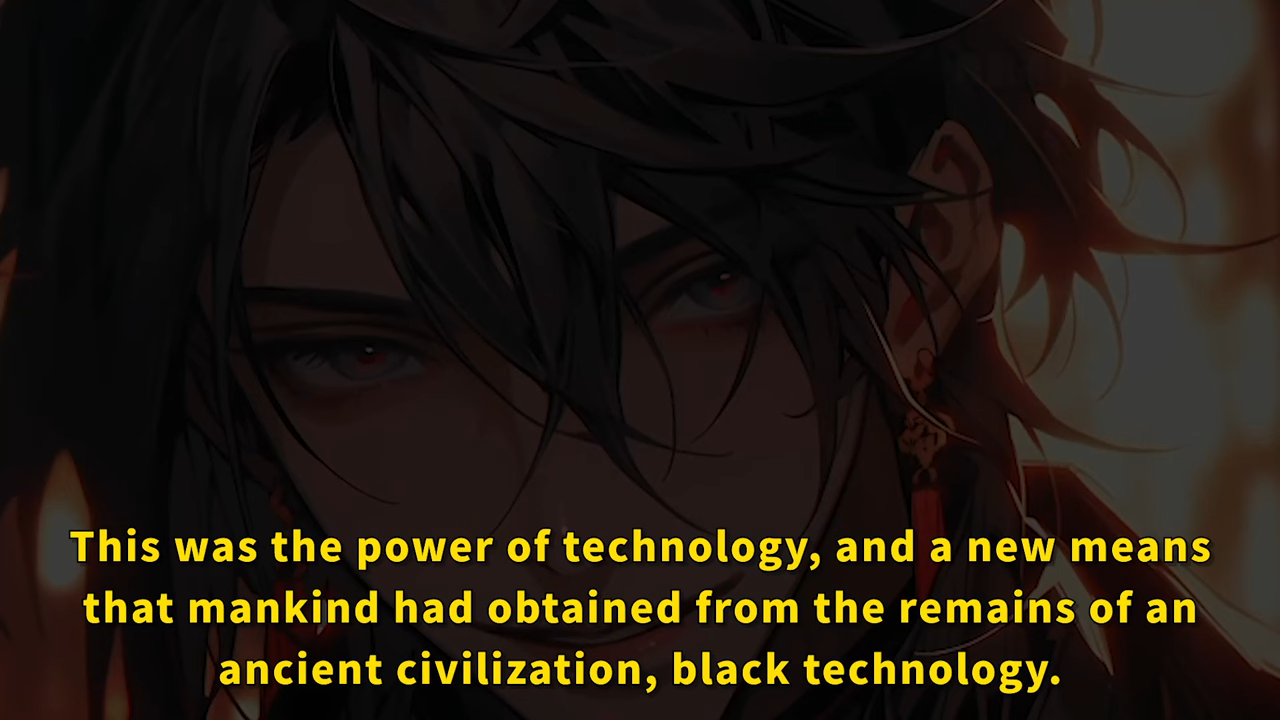 This was the power of technology, and a new means
that mankind had obtained from the remains of an
ancient civilization, black technology.